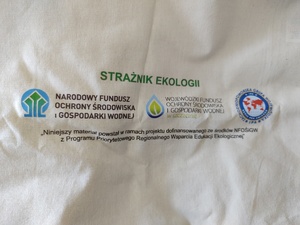 STRAŻNIK EKOLOGII
NARODOWY FUNDUSZ
OCHRONY ŚRODOWISKA
i GOSPODARKI WODNEJ
WOJEWÓDZKI FUNDUSZ
OCHRONY ŚRODOWISKA
I GOSPODARKI WODNEJ
„Niniejszy materiał powstał w ramach projektu dofinansowanego ze środków NFOŚiGW
z Programu Priorytetowego Regionalnego Wsparcia Edukacji Ekologicznej"